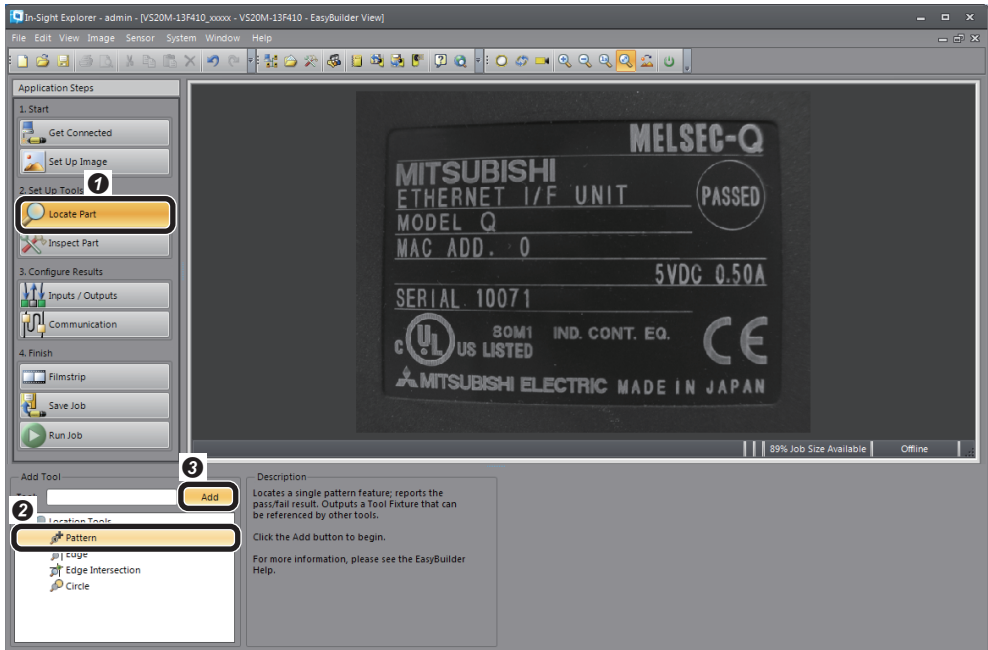 In-Sight Explorer - admin - [VS20M-13F410_xxxxx - VS20M-13F410 - EasyBuilder View]
File Edit View Image Sensor System Window Help
Application Steps
1. Start
Get Connected
Set Up Image
2. Set Up Tools
1
Locate Part
Inspect Part
3. Configure Results
Inputs / Outputs
Communication
4. Finish
Filmstrip
Save Job
Run Job
MELSEC-Q
MITSUBISHI
ETHERNET I/F UNIT
PASSED
MODEL Q
MAC ADD. 0
5VDC 0.50A
SERIAL 10071
C UL US LISTED 80M1 IND. CONT. EQ. CE
MITSUBISHI ELECTRIC MADE IN JAPAN
89% Job Size Available Offline
Add Tool
3
Add
2
Location Tools
Pattern
Edge
Edge Intersection
Circle
Description
Locates a single pattern feature; reports the
pass/fail result. Outputs a Tool Fixture that can
be referenced by other tools.
Click the Add button to begin.
For more information, please see the EasyBuilder
Help.